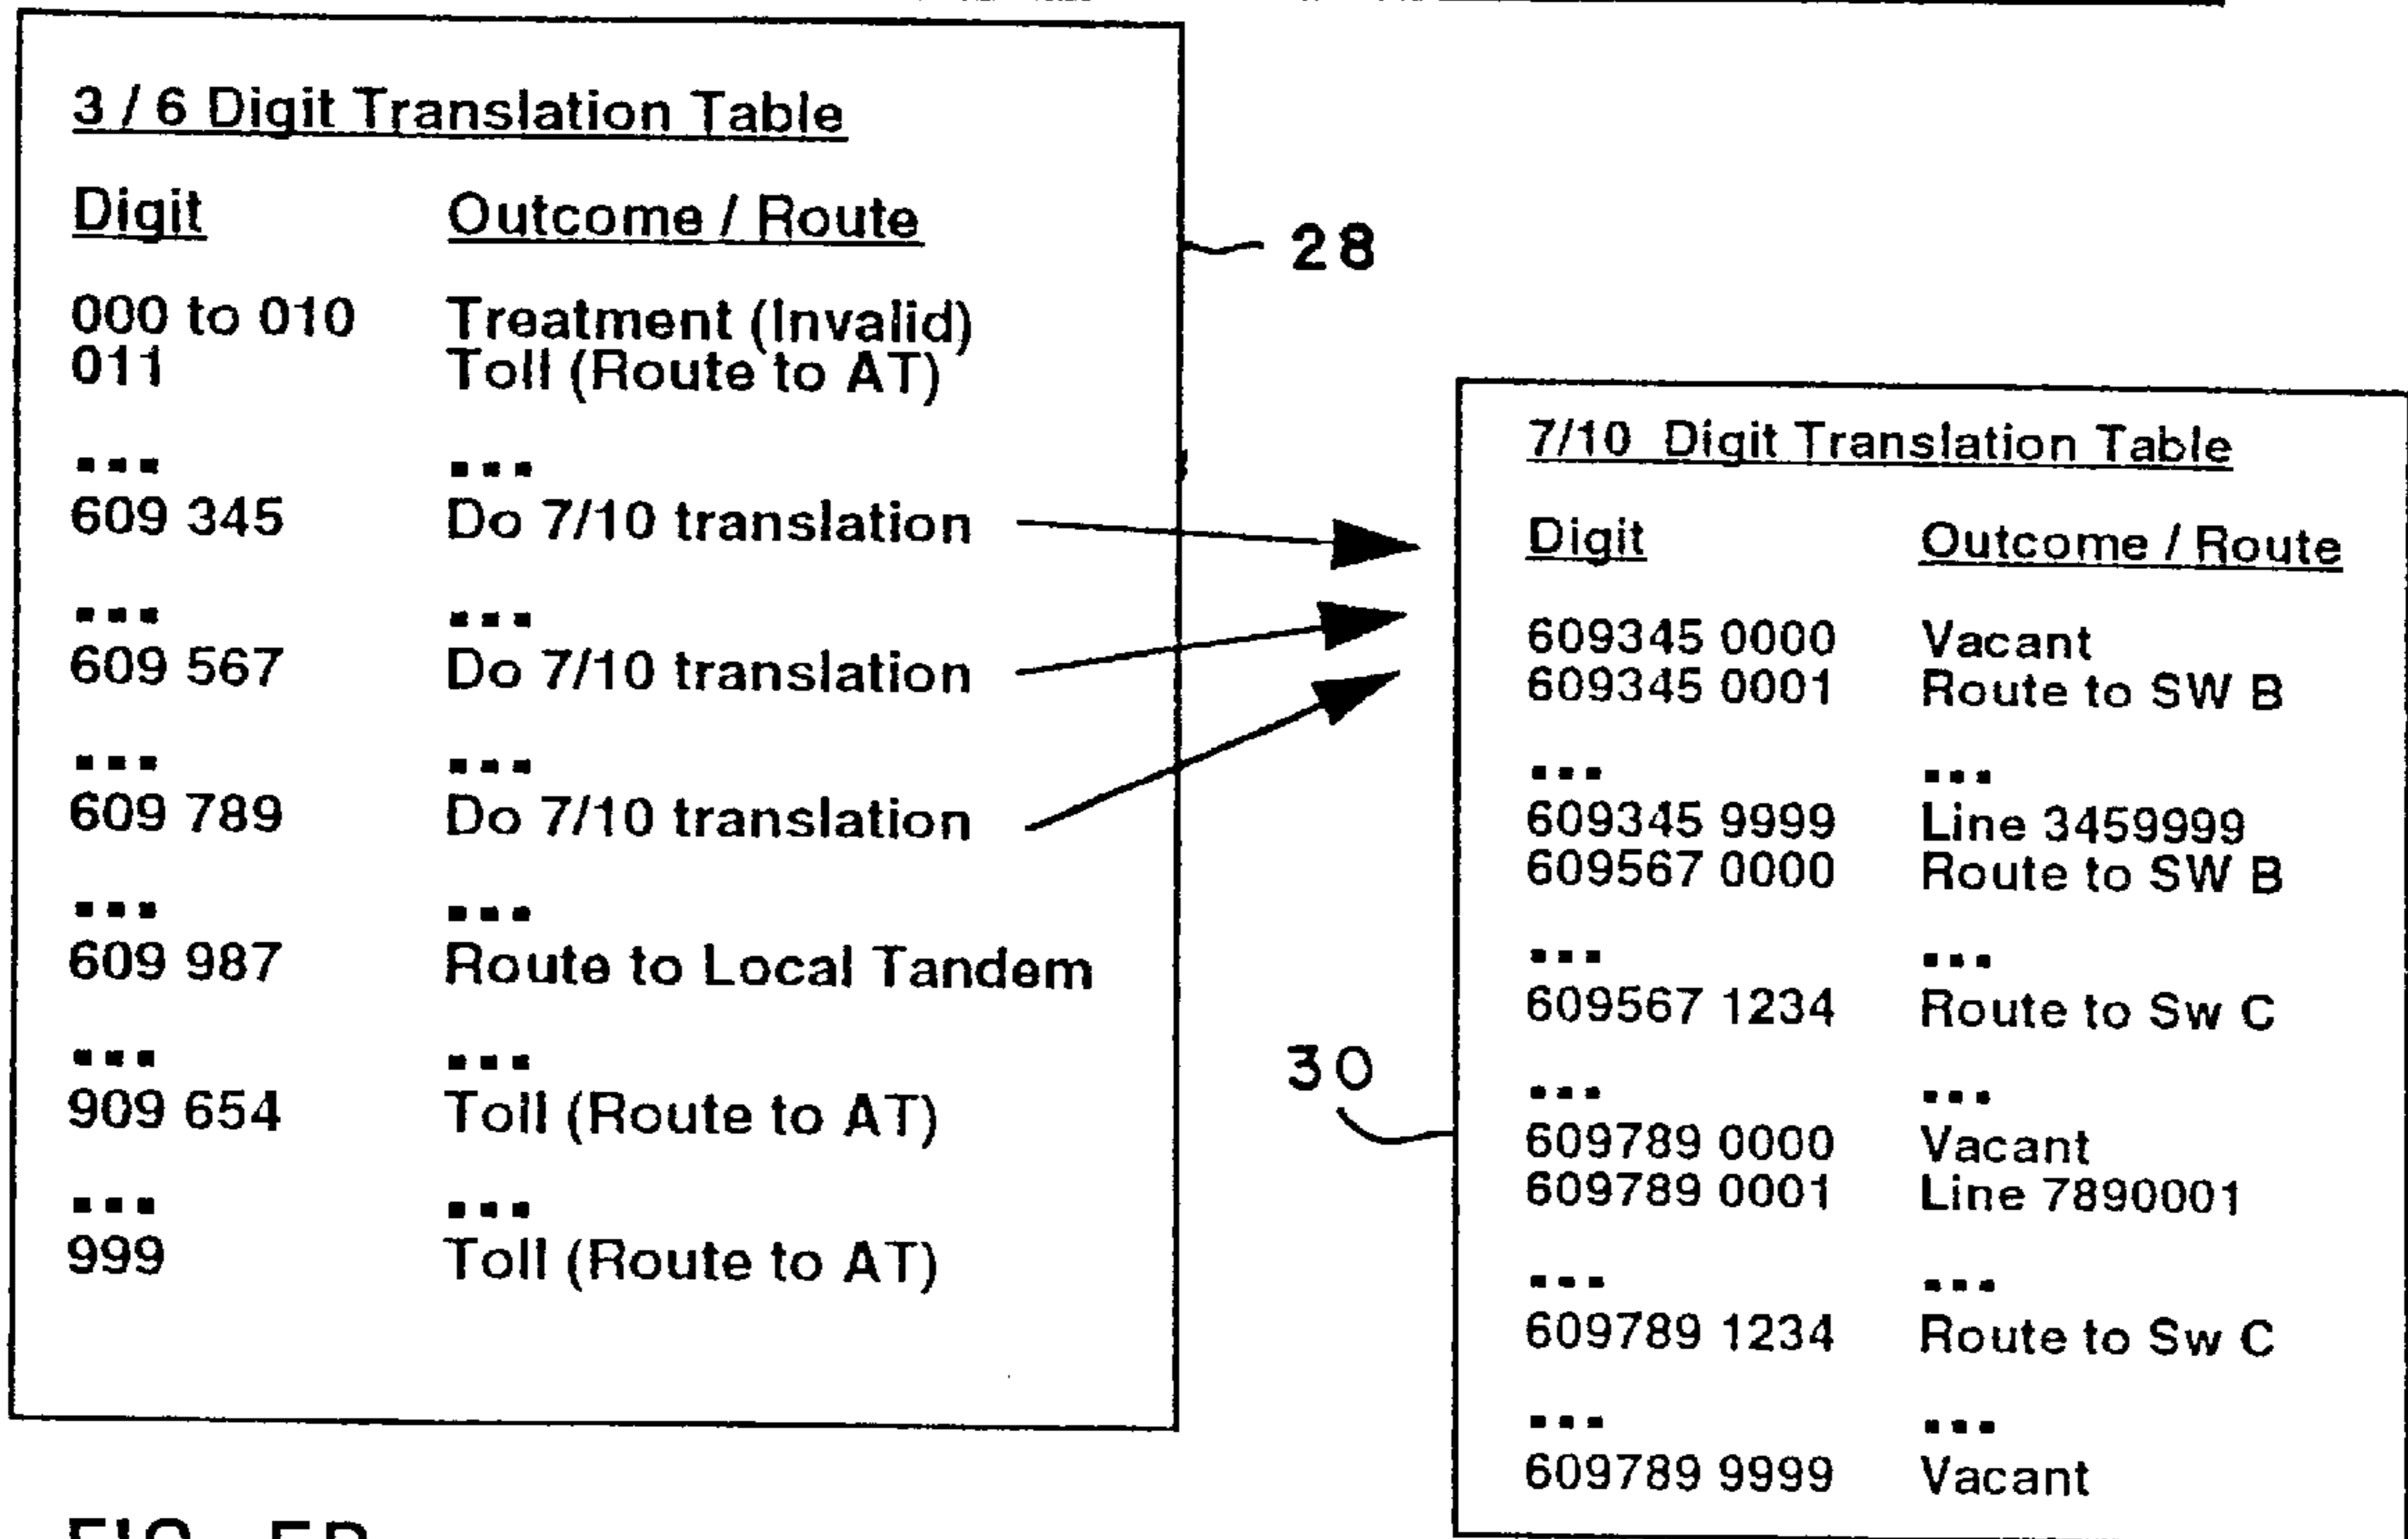 3 / 6 Digit Translation Table
Digit Outcome / Route
000 to 010 Treatment (Invalid)
011 Toll (Route to AT)
... ...
609 345 Do 7/10 translation
... ...
609 567 Do 7/10 translation
... ...
609 789 Do 7/10 translation
... ...
609 987 Route to Local Tandem
... ...
909 654 Toll (Route to AT)
... ...
999 Toll (Route to AT)
28
7/10 Digit Translation Table
Digit Outcome / Route
609345 0000 Vacant
609345 0001 Route to SW B
... ...
609345 9999 Line 3459999
609567 0000 Route to SW B
... ...
609567 1234 Route to Sw C
... ...
609789 0000 Vacant
609789 0001 Line 7890001
... ...
609789 1234 Route to Sw C
... ...
609789 9999 Vacant
30